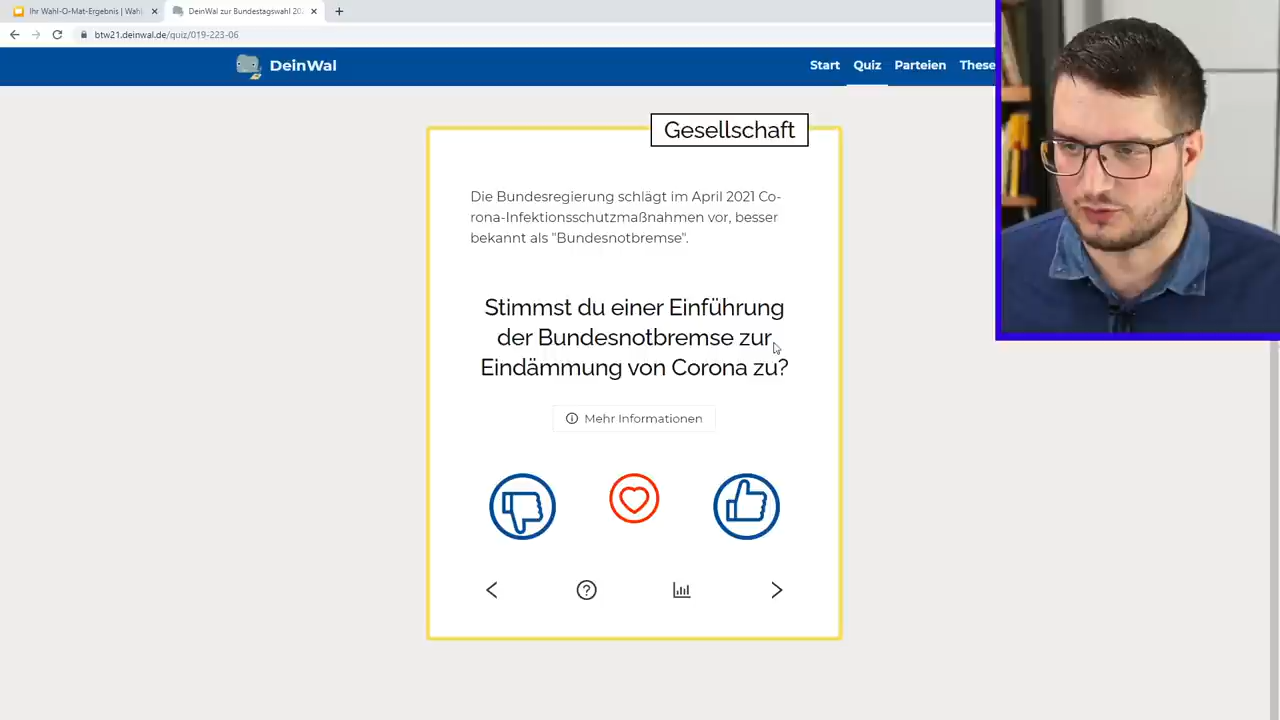 Ihr Wahl-O-Mat-Ergebnis | Wahl
DeinWal zur Bundestagswahl 202
btw21.deinwal.de/quiz/019-223-06
DeinWal
Start
Quiz
Parteien
These
Gesellschaft
Die Bundesregierung schlägt im April 2021 Co-
rona-Infektionsschutzmaßnahmen vor, besser
bekannt als "Bundesnotbremse".
Stimmst du einer Einführung
der Bundesnotbremse zur
Eindämmung von Corona zu?
Mehr Informationen